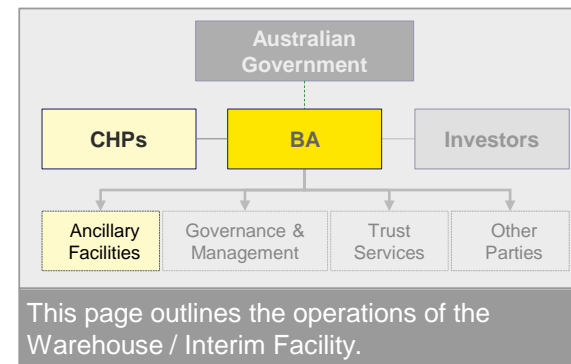 Australian
Government
CHPs
BA
Investors
Ancillary
Facilities
Governance &
Management
Trust
Services
Other
Parties
This page outlines the operations of the
Warehouse / Interim Facility.